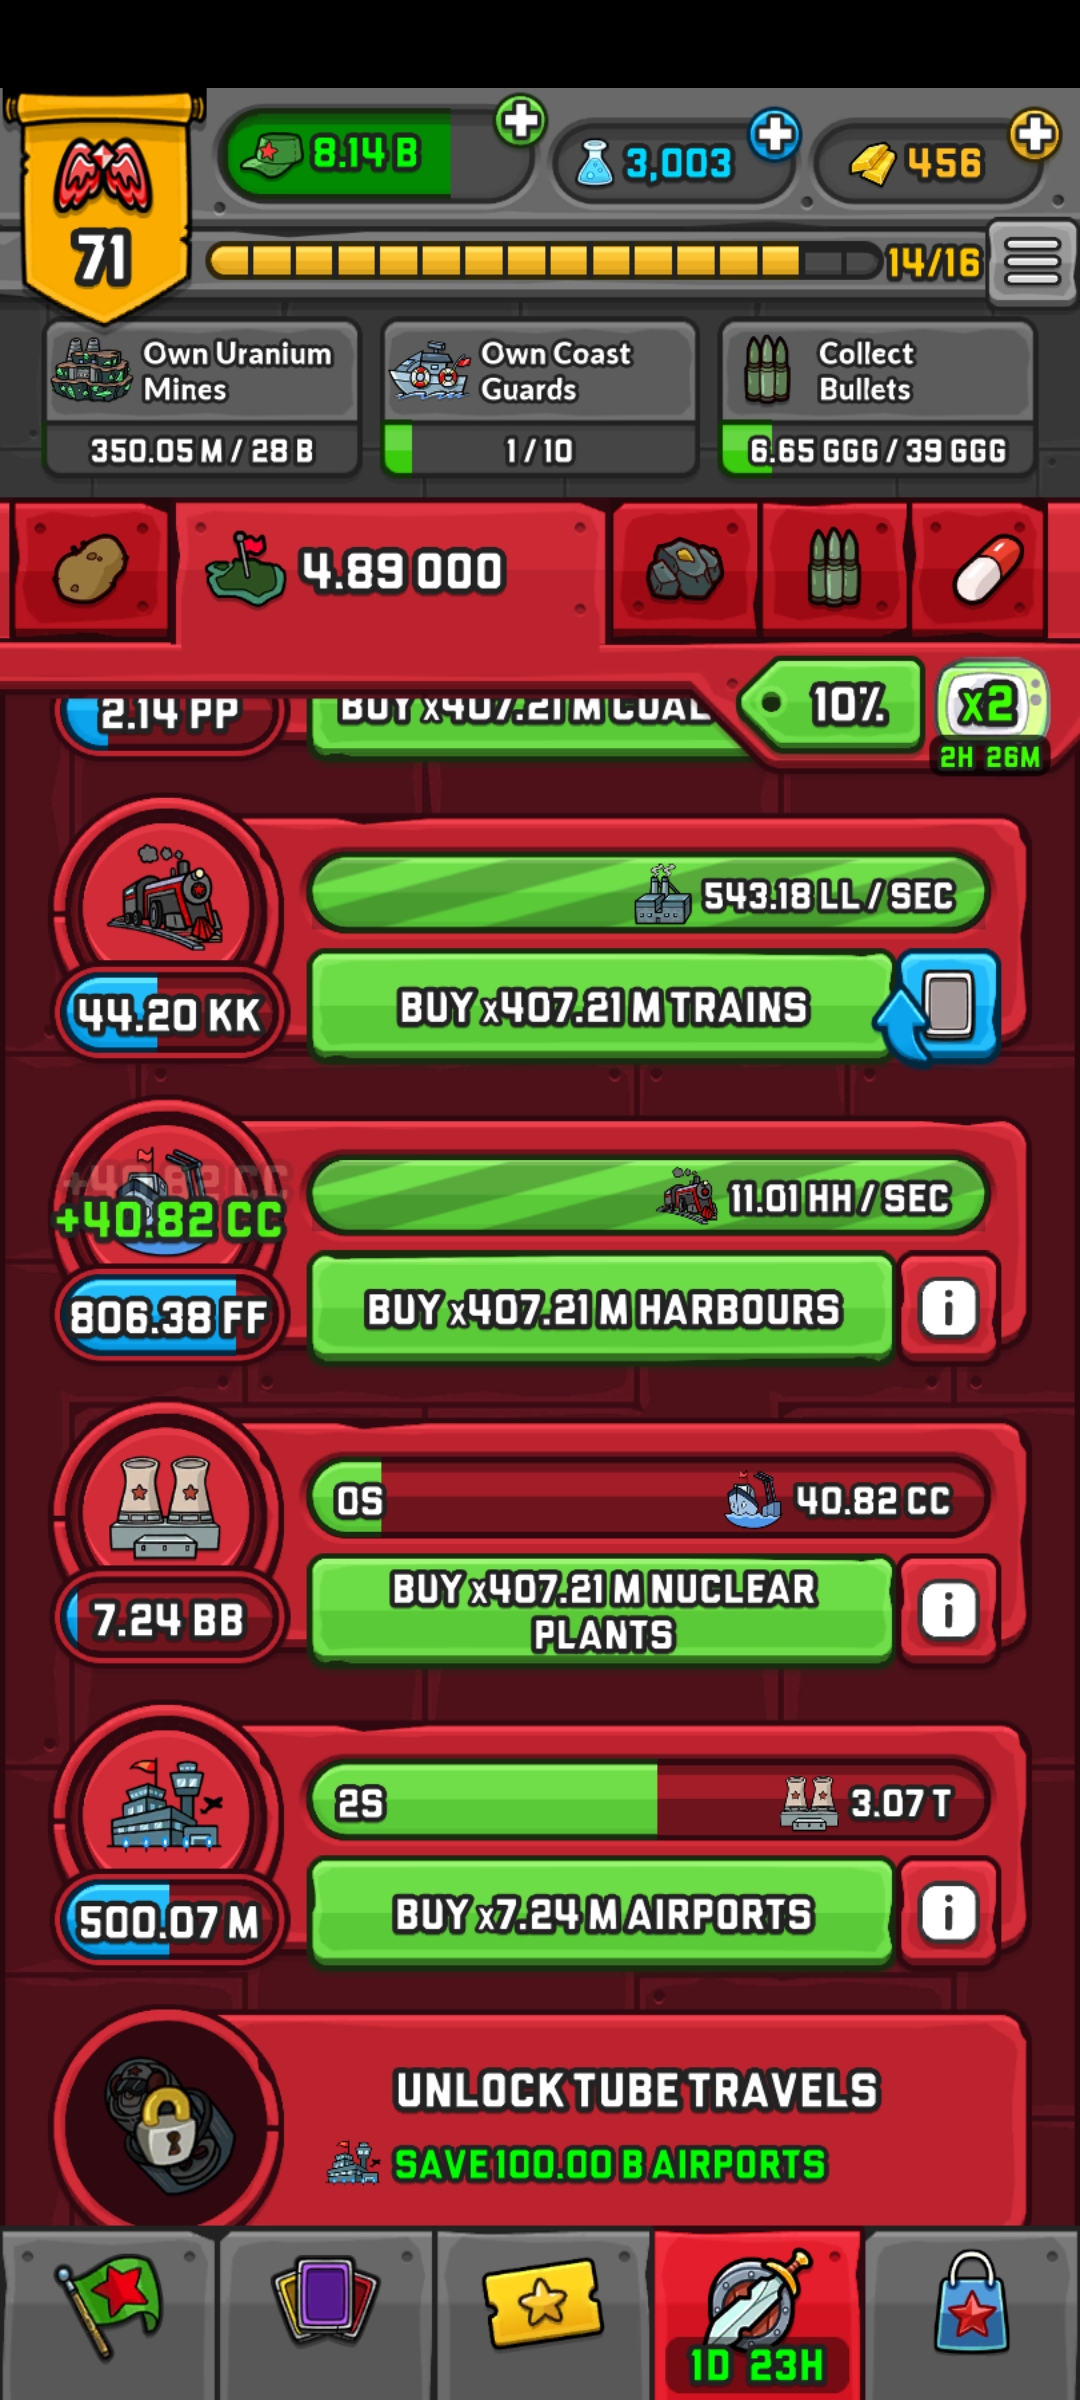 71
8.14 B
3,003
456
14/16
Own Uranium
Mines
350.05 M / 28 B
Own Coast
Guards
1 / 10
Collect
Bullets
6.65 GGG / 39 GGG
4.89 OOO
10%
x2
2H 26M
2.14 PP
BUY x407.21 M COAL
543.18 LL / SEC
44.20 KK
BUY x407.21 M TRAINS
+40.82 CC
+40.82 CC
11.01 HH / SEC
806.38 FF
BUY x407.21 M HARBOURS
i
0S
40.82 CC
7.24 BB
BUY x407.21 M NUCLEAR
PLANTS
i
2S
3.07 T
500.07 M
BUY x7.24 M AIRPORTS
i
UNLOCK TUBE TRAVELS
SAVE 100.00 B AIRPORTS
1D 23H